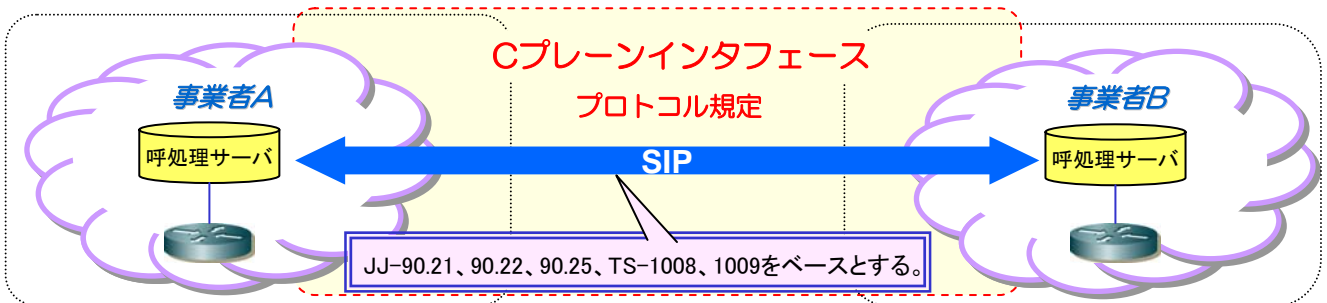 Cプレーンインタフェース
プロトコル規定
事業者A
事業者B
呼処理サーバ
SIP
呼処理サーバ
JJ-90.21、90.22、90.25、TS-1008、1009をベースとする。